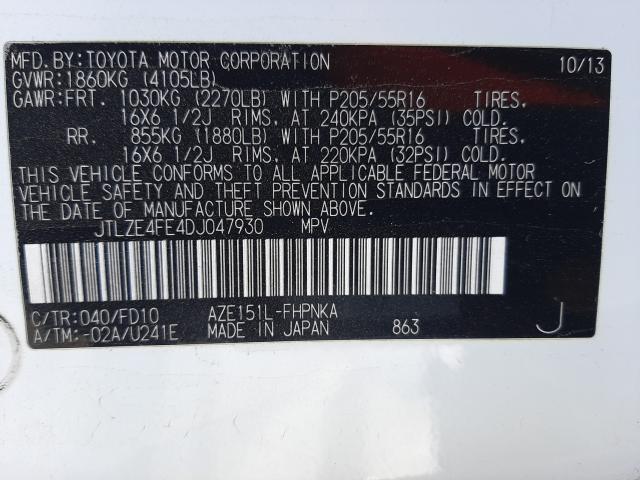 MFD.BY:TOYOTA MOTOR CORPORATION 10/13
GVWR:1860KG (4105LB)
GAWR:FRT. 1030KG (2270LB) WITH P205/55R16 TIRES,
16X6 1/2J RIMS, AT 240KPA (35PSI) COLD.
RR. 855KG (1880LB) WITH P205/55R16 TIRES,
16X6 1/2J RIMS, AT 220KPA (32PSI) COLD.
THIS VEHICLE CONFORMS TO ALL APPLICABLE FEDERAL MOTOR
VEHICLE SAFETY AND THEFT PREVENTION STANDARDS IN EFFECT
ON THE DATE OF MANUFACTURE SHOWN ABOVE.
JTLZE4FE4DJ047930 MPV
C/TR:040/FD10 AZE151L-FHPNKA
A/TM:-02A/U241E MADE IN JAPAN 863 J